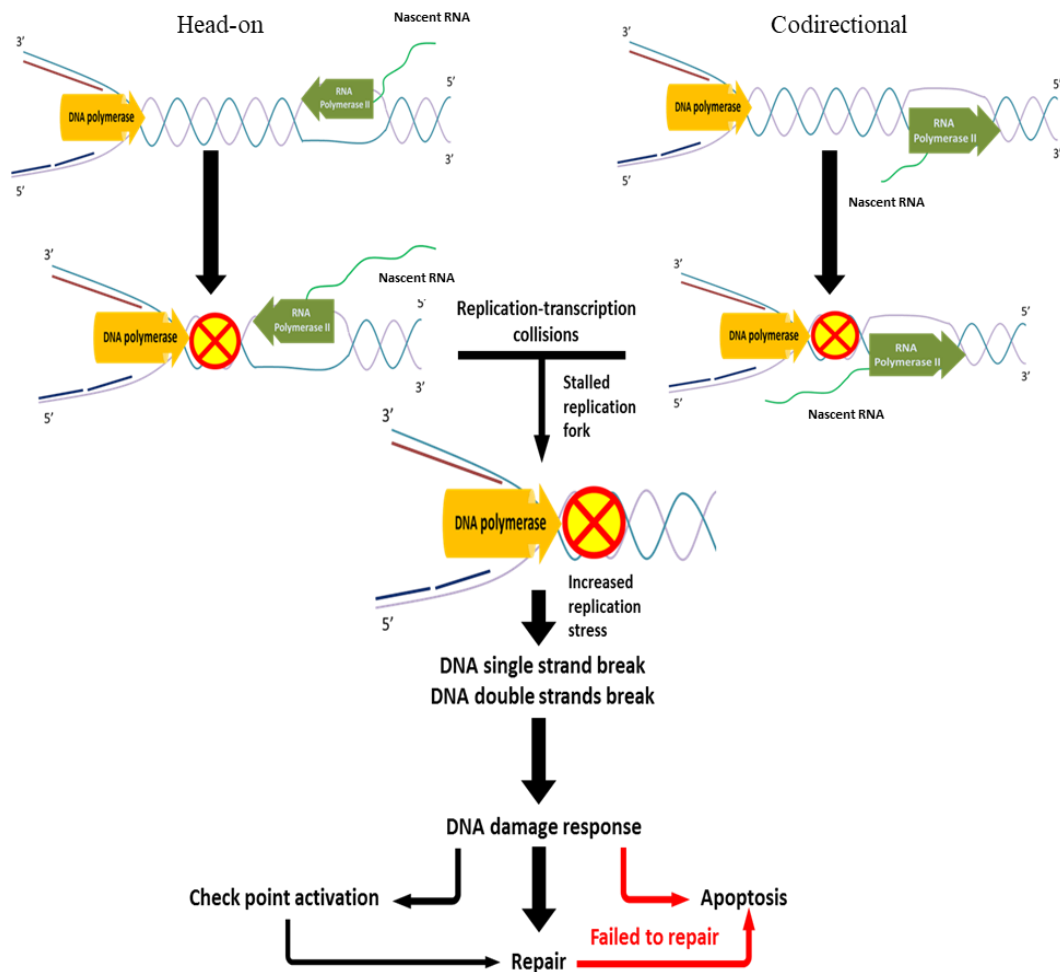 Head-on
Nascent RNA
Codirectional
3’
5’
DNA polymerase
RNA
Polymerase II
3’
5’
3’
5’
DNA polymerase
RNA
Polymerase II
3’
5’
Nascent RNA
3’
5’
DNA polymerase
RNA
Polymerase II
Nascent RNA
3’
5’
Replication-transcription
collisions
3’
5’
DNA polymerase
RNA
Polymerase II
3’
5’
Nascent RNA
Stalled
replication
fork
3’
DNA polymerase
5’
Increased
replication
stress
DNA single strand break
DNA double strands break
DNA damage response
Check point activation
Apoptosis
Failed to repair
Repair